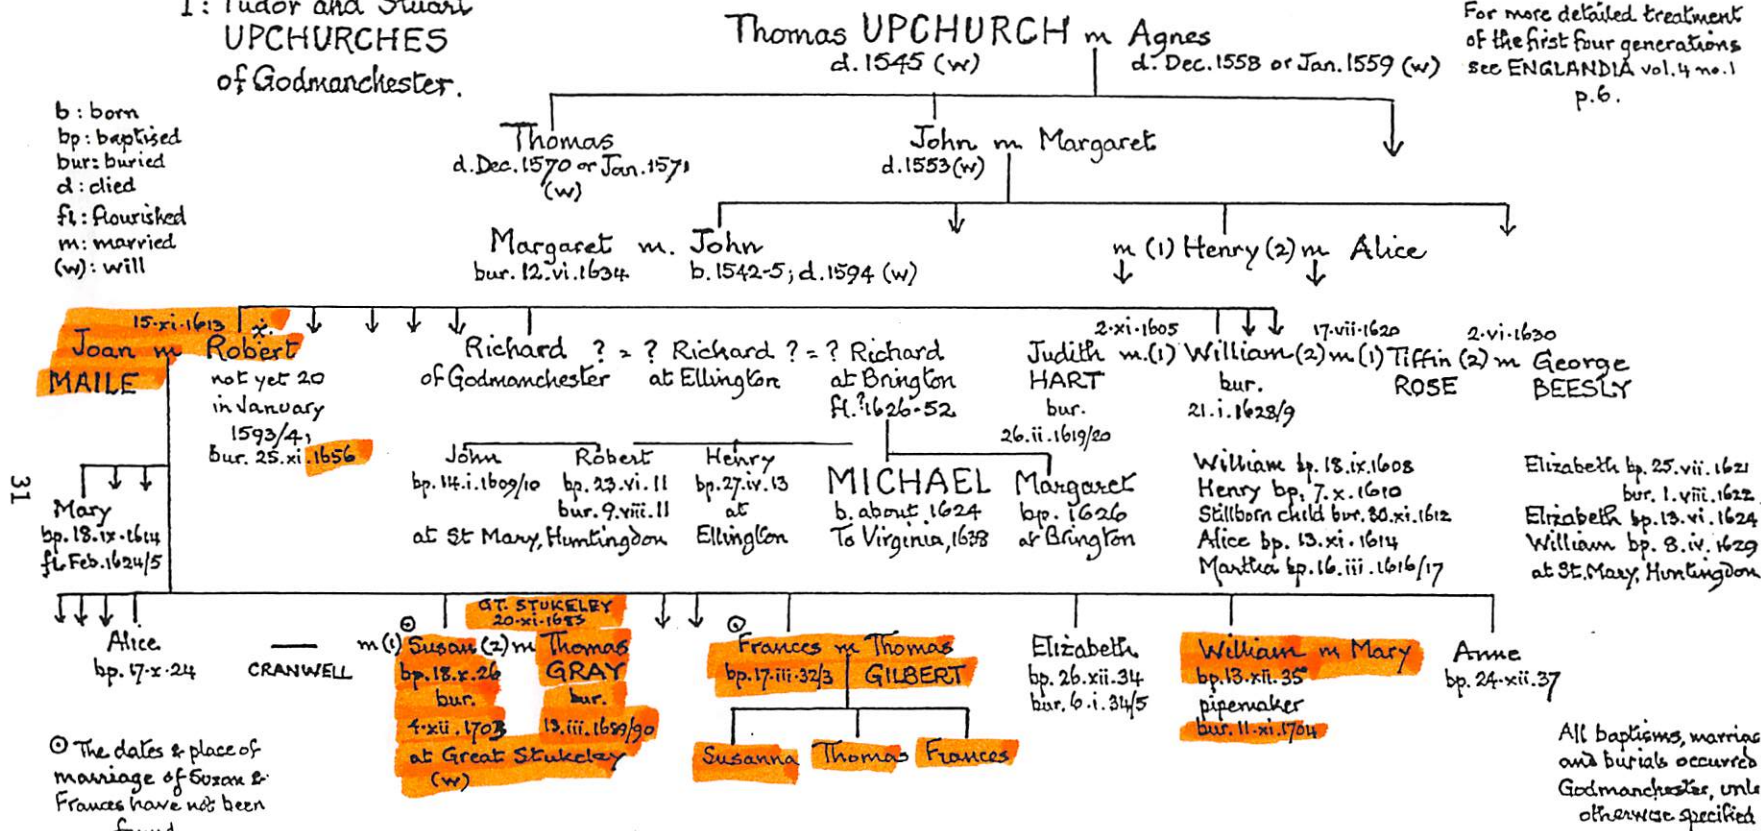 I: Tudor and Stuart
UPCHURCHES
of Godmanchester.
Thomas UPCHURCH m Agnes
d. 1545 (w)
d. Dec. 1558 or Jan. 1559 (w)
For more detailed treatment
of the first four generations
see ENGLANDIA vol. 4 no. 1
p. 6.
b : born
bp : baptised
bur: buried
d : died
fl : flourished
m : married
(w) : will
Thomas
d. Dec. 1570 or Jan. 1571
(w)
John m Margaret
d. 1553 (w)
Margaret m. John
bur. 12.vi.1634
b. 1542-5; d. 1594 (w)
m (1) Henry (2) m Alice
15.xi.1613
Joan m Robert
MAILE
not yet 20
in January
1593/4;
bur. 25.xi.1656
Richard ? = ? Richard ? = ? Richard
of Godmanchester
at Ellington
at Brington
fl. ?1626-52
2.xi.1605
17.vii.1620
2.vi.1630
Judith m. (1) William (2) m (1) Tiffin (2) m George
HART
bur.
26.ii.1619/20
bur.
21.i.1628/9
ROSE
BEESLY
31
Mary
bp. 18.ix.1614
fl. Feb. 1624/5
John
bp. 14.i.1609/10
Robert
bp. 23.vi.11
bur. 9.viii.11
at St Mary, Huntingdon
Henry
bp. 27.iv.13
at
Ellington
MICHAEL
b. about 1624
To Virginia, 1638
Margaret
bp. 1626
at Brington
William bp. 18.ix.1608
Henry bp. 7.x.1610
Stillborn child bur. 30.xi.1612
Alice bp. 13.xi.1614
Martha bp. 16.iii.1616/17
Elizabeth bp. 25.vii.1621
bur. 1.viii.1622
Elizabeth bp. 13.vi.1624
William bp. 8.iv.1629
at St. Mary, Huntingdon
Alice
bp. 17.x.24
GT. STUKELEY
20.xi.1683
CRANWELL
m (1) Susan (2) m Thomas
bp. 18.x.26
bur.
4.xii.1703
GRAY
bur.
13.iii.1689/90
at Great Stukeley
(w)
Frances m Thomas
bp. 17.iii.32/3
GILBERT
Susanna Thomas Frances
Elizabeth
bp. 26.xii.34
bur. 6.i.34/5
William m Mary
bp. 13.xii.35
pipemaker
bur. 11.xi.1704
Anne
bp. 24.xii.37
⊙ The dates & place of
marriage of Susan &
Frances have not been
found
All baptisms, marriag
and burials occurred
Godmanchester, unle
otherwise specified